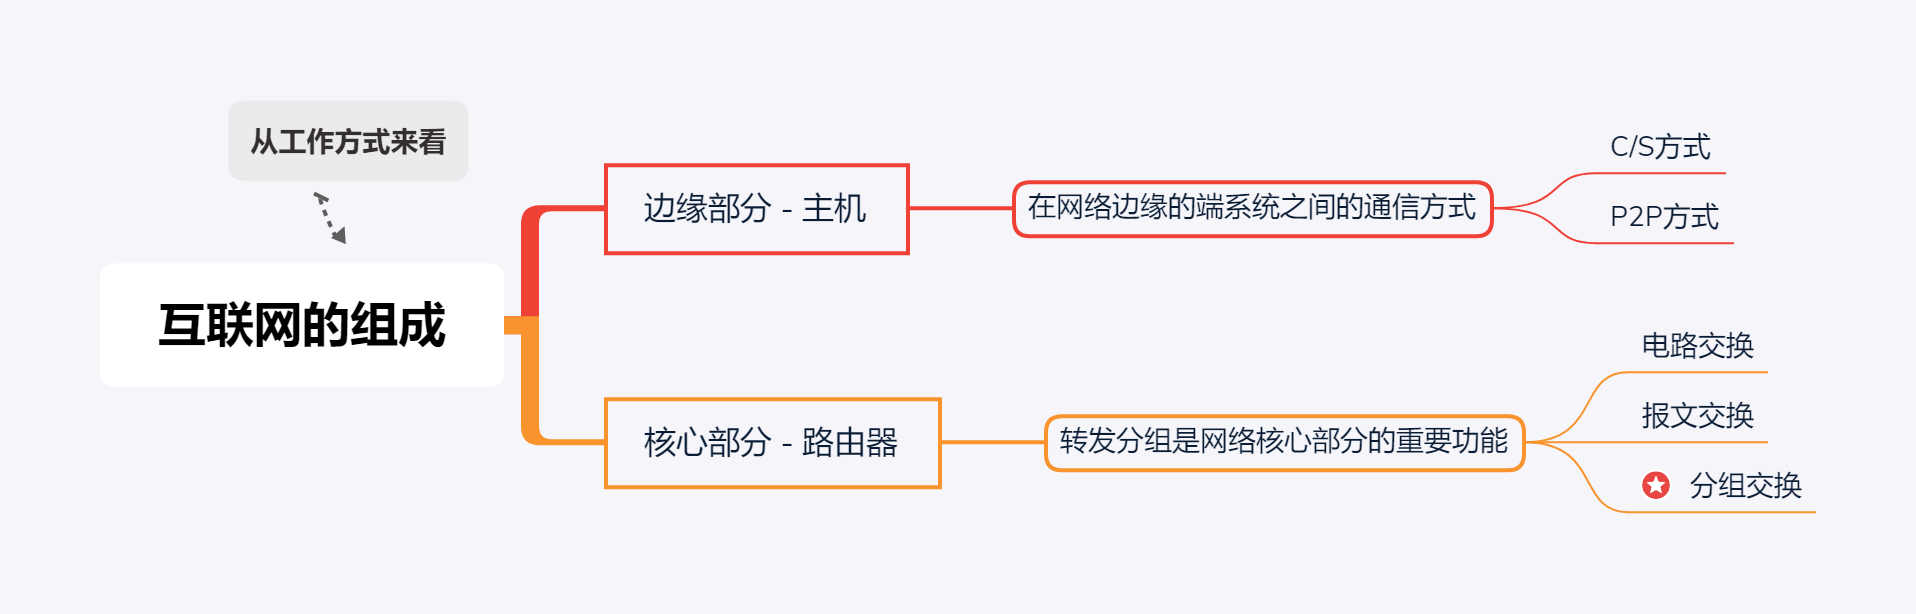 从工作方式来看
互联网的组成
边缘部分 - 主机
在网络边缘的端系统之间的通信方式
C/S方式
P2P方式
核心部分 - 路由器
转发分组是网络核心部分的重要功能
电路交换
报文交换
分组交换